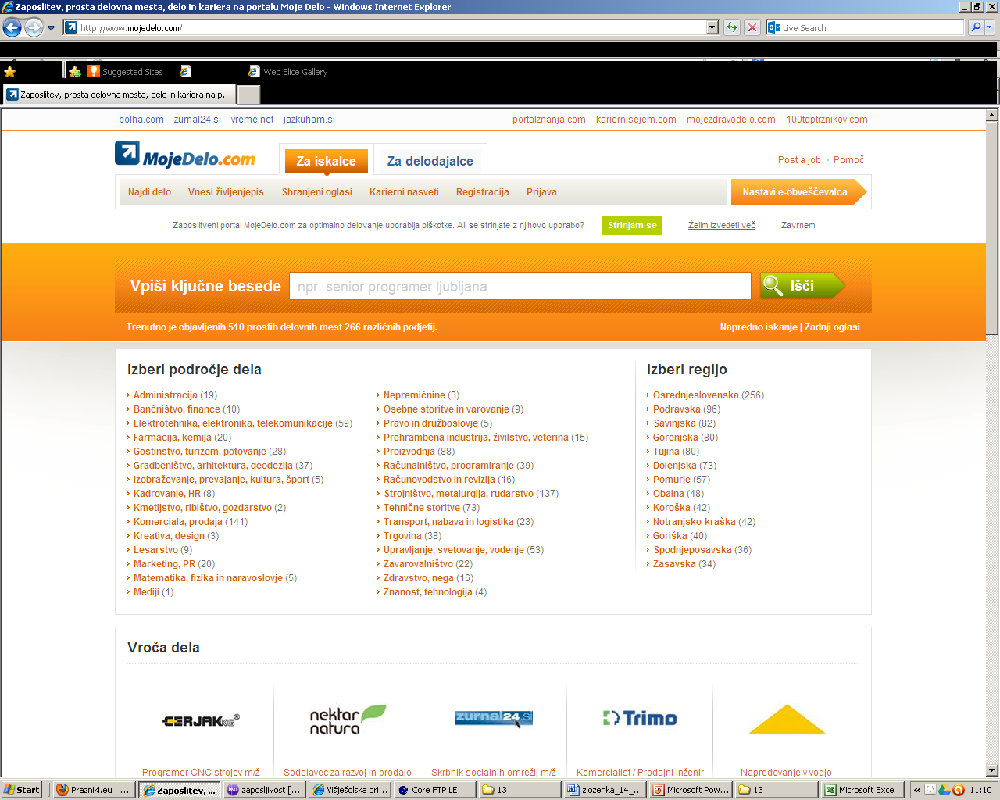 Zaposlitev, prosta delovna mesta, delo in kariera na portalu Moje Delo - Windows Internet Explorer
http://www.mojedelo.com/
Live Search
Suggested Sites
Web Slice Gallery
Zaposlitev, prosta delovna mesta, delo in kariera na p...
bolha.com zurnal24.si vreme.net jazkuham.si portalznanja.com kariernisejem.com mojezdravodelo.com 100toptrznikov.com
MojeDelo.com
Za iskalce
Za delodajalce
Post a job Pomoč
Najdi delo Vnesi življenjepis Shranjeni oglasi Karierni nasveti Registracija Prijava
Nastavi e-obveščevalca
Zaposlitveni portal MojeDelo.com za optimalno delovanje uporablja piškotke. Ali se strinjate z njihovo uporabo?
Strinjam se
Želim izvedeti več
Zavrnem
Vpiši ključne besede
npr. senior programer ljubljana
Išči
Trenutno je objavljenih 510 prostih delovnih mest 266 različnih podjetij.
Napredno iskanje | Zadnji oglasi
Izberi področje dela
Administracija (19)
Bančništvo, finance (10)
Elektrotehnika, elektronika, telekomunikacije (59)
Farmacija, kemija (20)
Gostinstvo, turizem, potovanje (28)
Gradbeništvo, arhitektura, geodezija (37)
Izobraževanje, prevajanje, kultura, šport (5)
Kadrovanje, HR (8)
Kmetijstvo, ribištvo, gozdarstvo (2)
Komerciala, prodaja (141)
Kreativa, design (3)
Lesarstvo (9)
Marketing, PR (20)
Matematika, fizika in naravoslovje (5)
Mediji (1)
Nepremičnine (3)
Osebne storitve in varovanje (9)
Pravo in družboslovje (5)
Prehrambena industrija, živilstvo, veterina (15)
Proizvodnja (88)
Računalništvo, programiranje (39)
Računovodstvo in revizija (16)
Strojništvo, metalurgija, rudarstvo (137)
Tehnične storitve (73)
Transport, nabava in logistika (23)
Trgovina (38)
Upravljanje, svetovanje, vodenje (53)
Zavarovalništvo (22)
Zdravstvo, nega (16)
Znanost, tehnologija (4)
Izberi regijo
Osrednjeslovenska (256)
Podravska (96)
Savinjska (82)
Gorenjska (80)
Tujina (80)
Dolenjska (73)
Pomurje (57)
Obalna (48)
Koroška (42)
Notranjsko-kraška (42)
Goriška (40)
Spodnjeposavska (36)
Zasavska (34)
Vroča dela
CERJAK KG®
nektar natura
zurnal24.si
Trimo
Programer CNC strojev m/ž
Sodelavec za razvoj in prodajo
Skrbnik socialnih omrežij m/ž
Komercialist / Prodajni inženir
Napredovanje v vodjo
Start
Prazniki.eu | ...
Zaposlitev, ...
zaposljivost [...
Višješolska pri...
Core FTP LE
13
zlozenka_14_...
Microsoft Pow...
13
Microsoft Excel
11:10